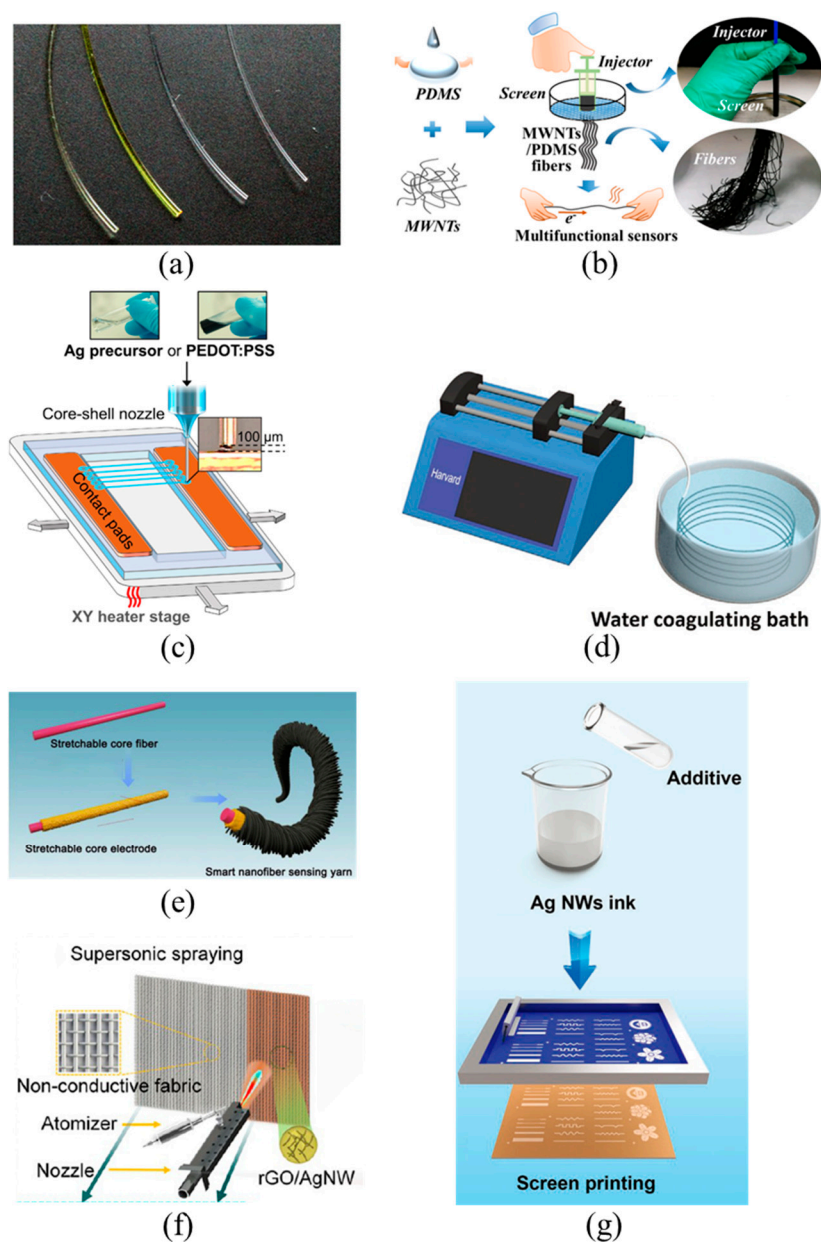 (a)
PDMS
+
MWNTs
Injector
Screen
MWNTs
/PDMS
fibers
e-
Multifunctional sensors
Injector
Screen
Fibers
(b)
Ag precursor or PEDOT:PSS
Core-shell nozzle
100 µm
Contact pads
XY heater stage
(c)
Harvard
Water coagulating bath
(d)
Stretchable core fiber
Stretchable core electrode
Smart nanofiber sensing yarn
(e)
Supersonic spraying
Non-conductive fabric
Atomizer
Nozzle
rGO/AgNW
(f)
Additive
Ag NWs ink
Screen printing
(g)